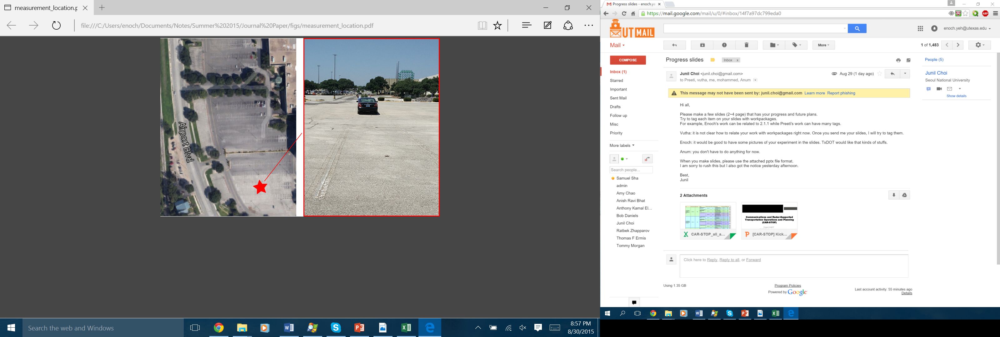 measurement_location.p
file:///C:/Users/enoch/Documents/Notes/Summer%202015/Journal%20Paper/figs/measurement_location.pdf
Airport Blvd
Search the web and Windows
8:57 PM
8/30/2015
Progress slides - enoch.ye
https://mail.google.com/mail/u/0/#inbox/14f7a97dc799eda0
ABP
UT MAIL
enoch.yeh@utexas.edu
Mail
More
1 of 1,483
COMPOSE
Inbox (1)
Starred
Important
Sent Mail
Drafts
Follow up
Misc
Priority
More labels
Search people...
Samuel Sha
admin
Amy Chao
Anish Ravi Bhat
Anthony Kamal El...
Bob Daniels
Junil Choi
Ratbek Zhapparov
Thomas F Ermis
Tommy Morgan
Progress slides
Inbox x
Junil Choi <junil.choi@gmail.com>
Aug 29 (1 day ago)
to Preeti, vutha, me, mohammed, Anum
This message may not have been sent by: junil.choi@gmail.com Learn more Report phishing
Hi all,
Please make a few slides (2~4 page) that has your progress and future plans.
Try to tag each item on your slides with workpackages.
For example, Enoch's work can be related to 2.1.1 while Preeti's work can have many tags.
Vutha: it is not clear how to relate your work with workpackages right now. Once you send me your slides, I will try to tag them.
Enoch: it would be good to have some pictures of your experiment in the slides. TxDOT would like that kinds of stuffs.
Anum: you don't have to do anything for now.
When you make slides, please use the attached pptx file format.
I am sorry to rush this but I also got the notice yesterday afternoon.
Best,
Junil
2 Attachments
Communications and Radar-Supported
Transportation Operations and Planning
(CAR-STOP)
CAR-STOP_all_a...
[CAR-STOP] Kick...
Click here to Reply, Reply to all, or Forward
Using 1.35 GB
Program Policies
Powered by Google
Last account activity: 55 minutes ago
Details
People (5)
Junil Choi
Seoul National University
Show details